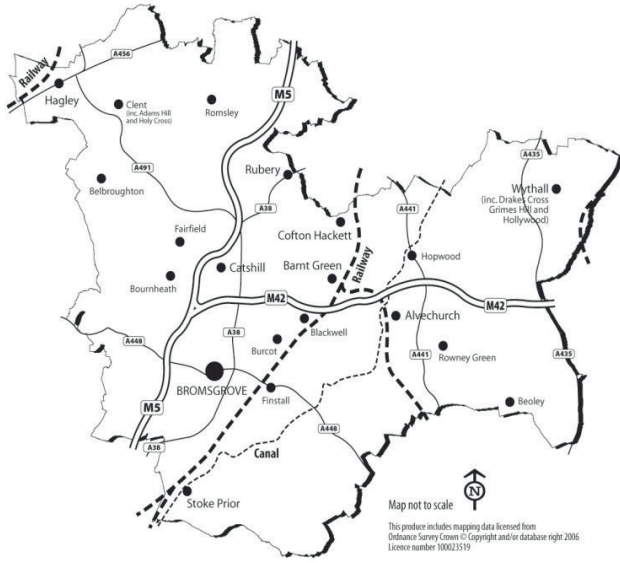 A456
Railway
Hagley
Clent
(inc. Adams Hill
and Holy Cross)
Romsley
M5
A435
A491
Rubery
Belbroughton
A38
A441
Wythall
(inc. Drakes Cross
Grimes Hill and
Hollywood)
Fairfield
Cofton Hackett
Hopwood
Catshill
Barnt Green
Railway
Bournheath
M42
M42
A448
A38
Blackwell
Alvechurch
Burcot
A441
Rowney Green
A435
BROMSGROVE
M5
Finstall
Beoley
A448
A38
Canal
Stoke Prior
Map not to scale
N
This produce includes mapping data licensed from
Ordnance Survey Crown © Copyright and/or database right 2006
Licence number 100023519